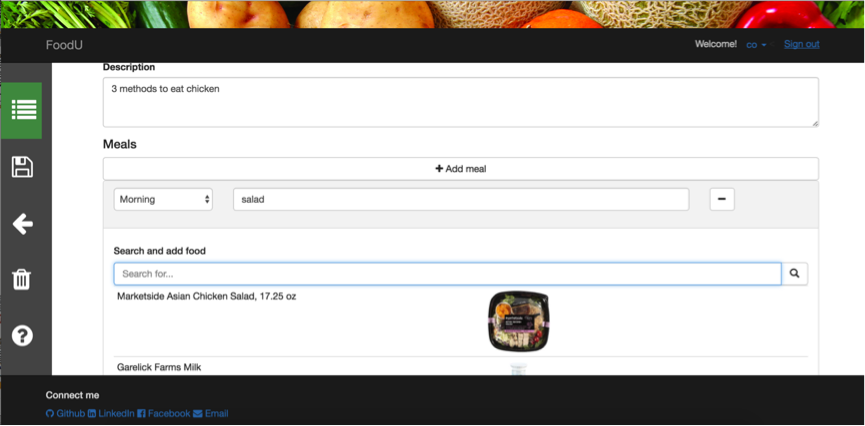 FoodU Welcome! co Sign out
Description
3 methods to eat chicken
Meals
Add meal
Morning salad
Search and add food
Search for...
Marketside Asian Chicken Salad, 17.25 oz
Garelick Farms Milk
Connect me
Github LinkedIn Facebook Email